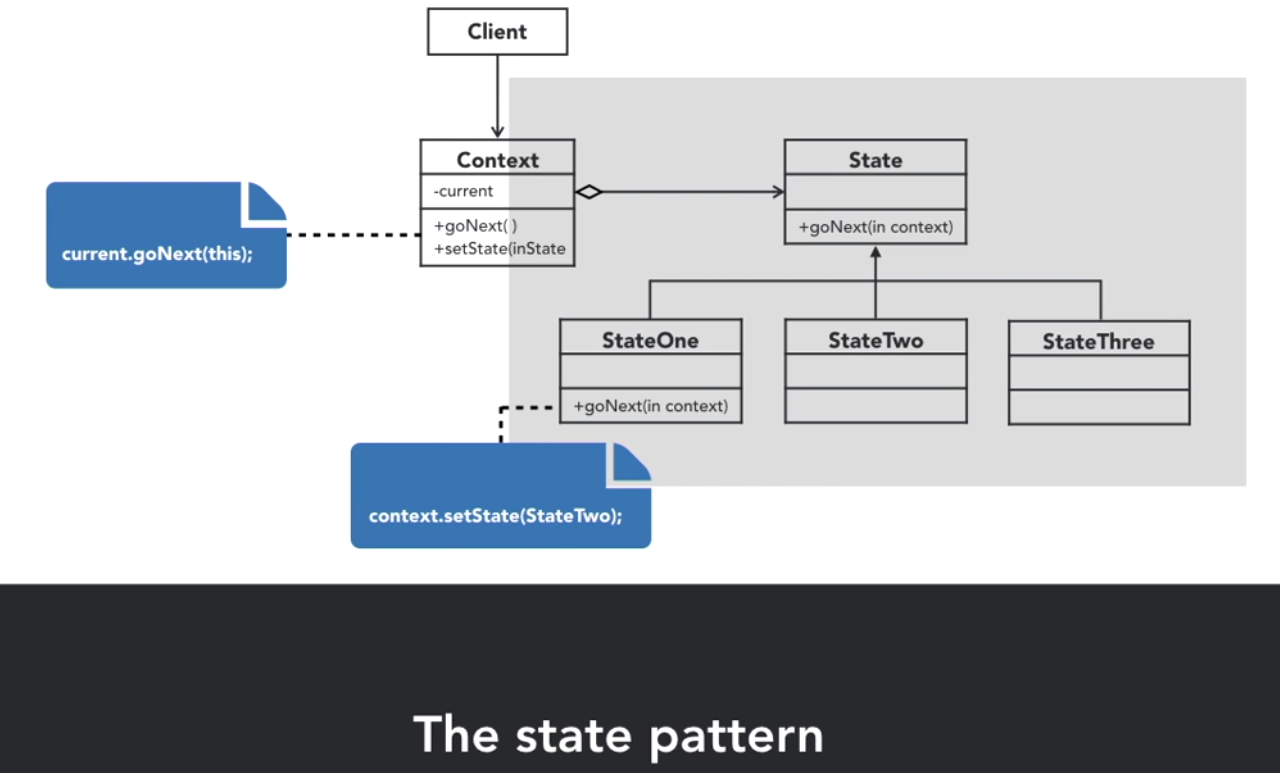 Client
Context
-current
+goNext( )
+setState(inState
current.goNext(this);
State
+goNext(in context)
StateOne
+goNext(in context)
StateTwo
StateThree
context.setState(StateTwo);
The state pattern